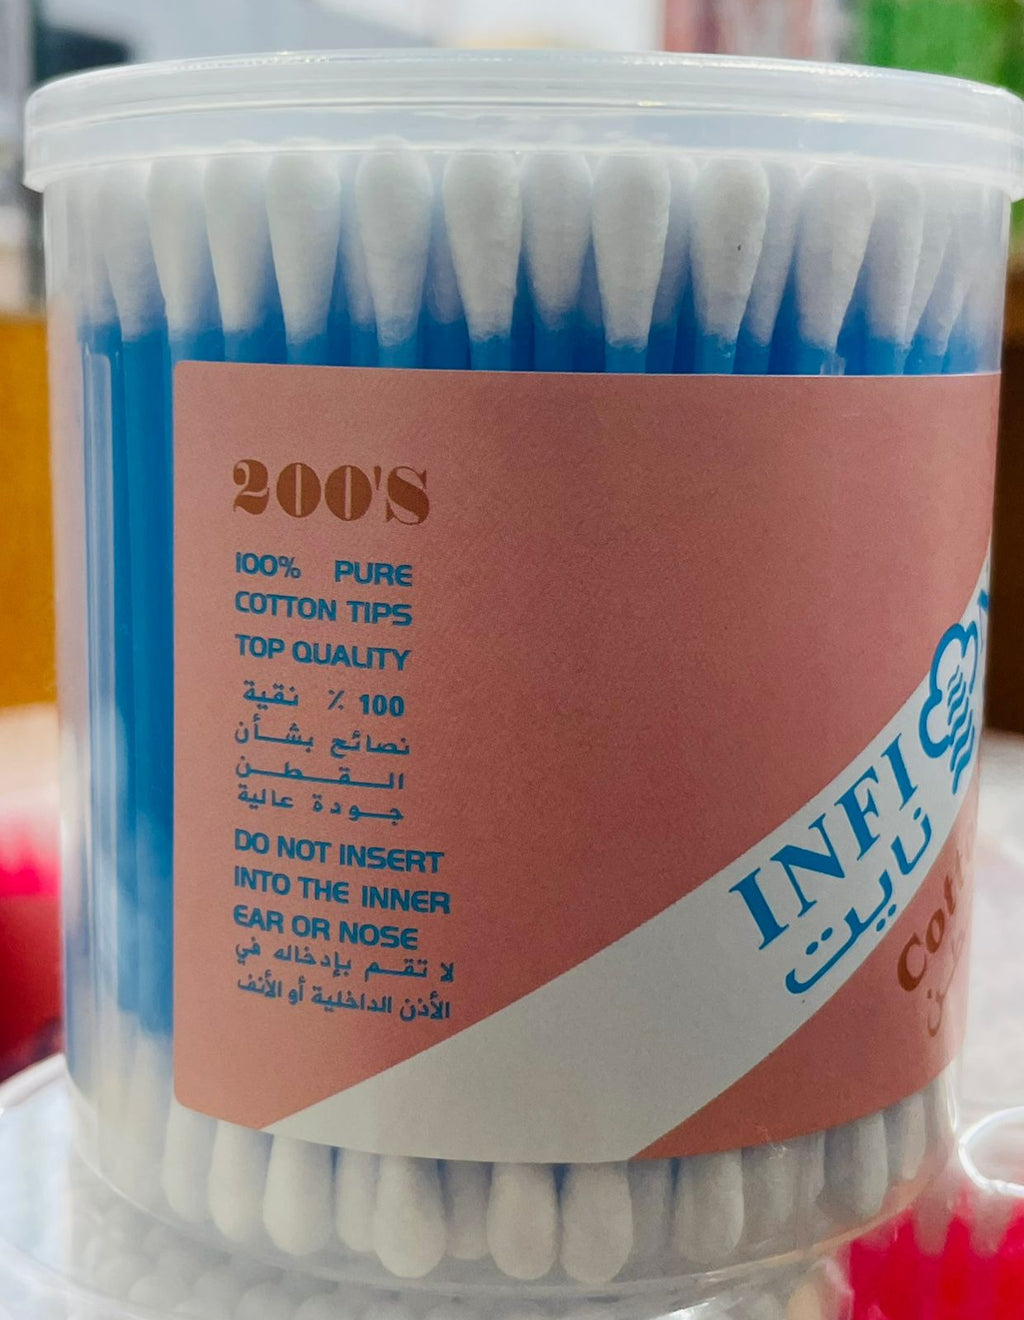 200'S
100% PURE
COTTON TIPS
TOP QUALITY
100 ٪ نقية
نصائح بشأن
القطن
جودة عالية
DO NOT INSERT
INTO THE INNER
EAR OR NOSE
لا تقم بإدخاله في
الأذن الداخلية أو الأنف
INFI
نايت